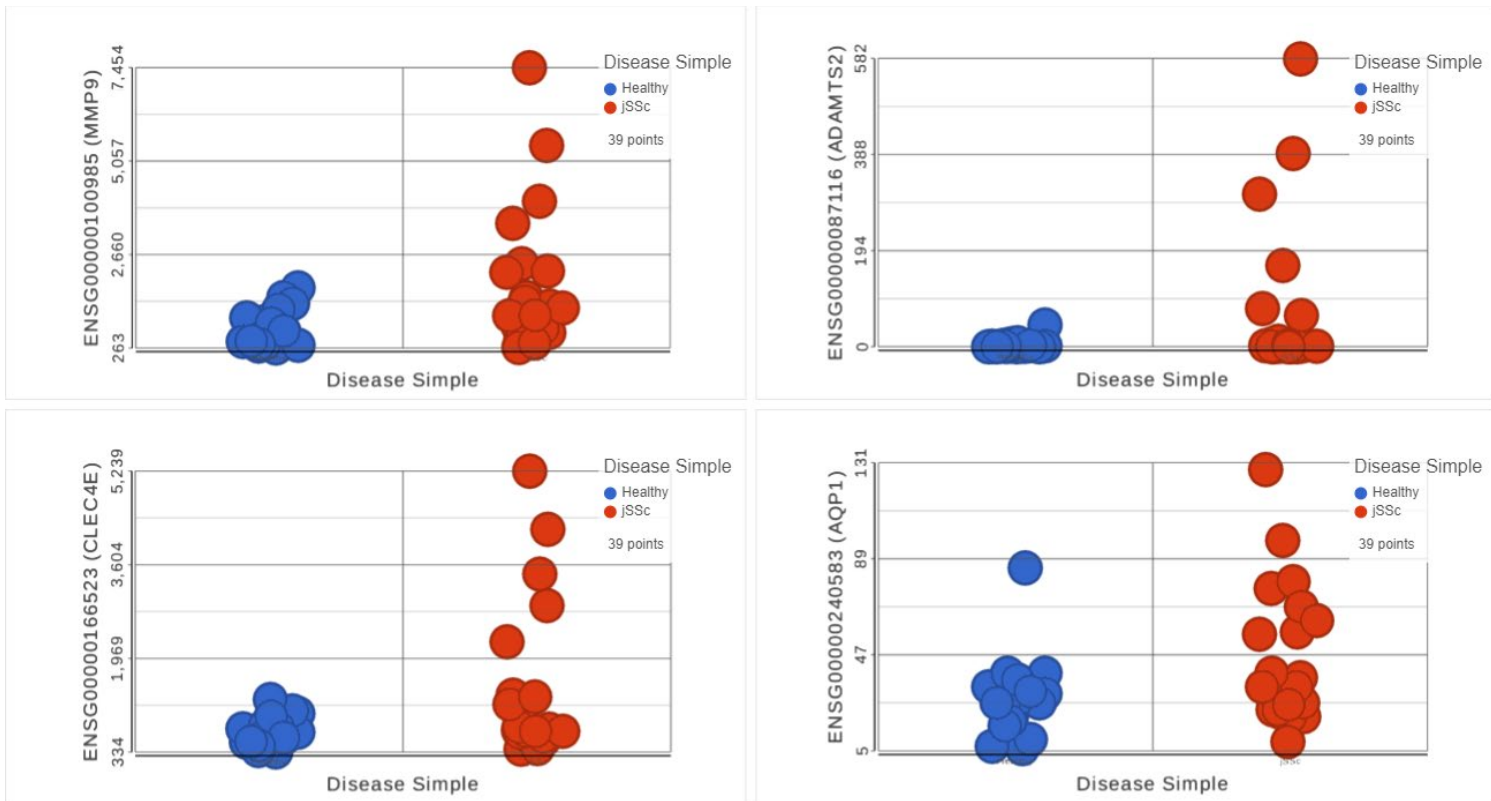 ENSG00000100985 (MMP9)
7,454
5,057
2,660
263
Disease Simple
Healthy
jSSc
39 points
Disease Simple
ENSG00000087116 (ADAMTS2)
582
388
194
0
Disease Simple
Healthy
jSSc
39 points
Disease Simple
ENSG00000166523 (CLEC4E)
5,239
3,604
1,969
334
Disease Simple
Healthy
jSSc
39 points
Disease Simple
ENSG00000240583 (AQP1)
131
89
47
5
Disease Simple
Healthy
jSSc
39 points
jSSc
Disease Simple